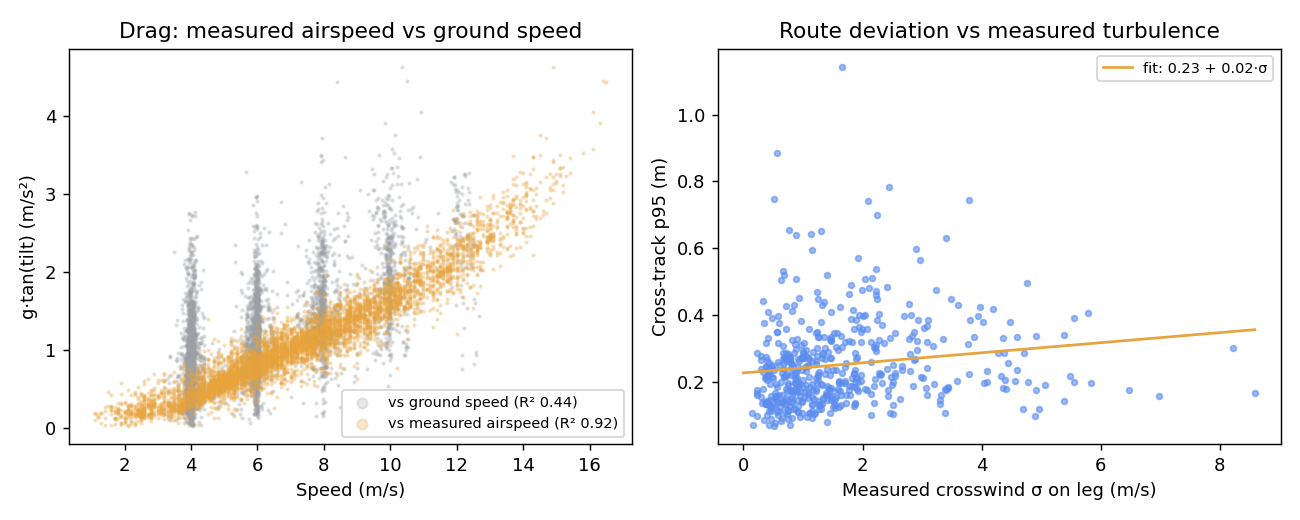 Drag: measured airspeed vs ground speed
g·tan(tilt) (m/s²)
4
3
2
1
0
vs ground speed (R² 0.44)
vs measured airspeed (R² 0.92)
2 4 6 8 10 12 14 16
Speed (m/s)
Route deviation vs measured turbulence
Cross-track p95 (m)
1.0
0.8
0.6
0.4
0.2
fit: 0.23 + 0.02·σ
0 2 4 6 8
Measured crosswind σ on leg (m/s)